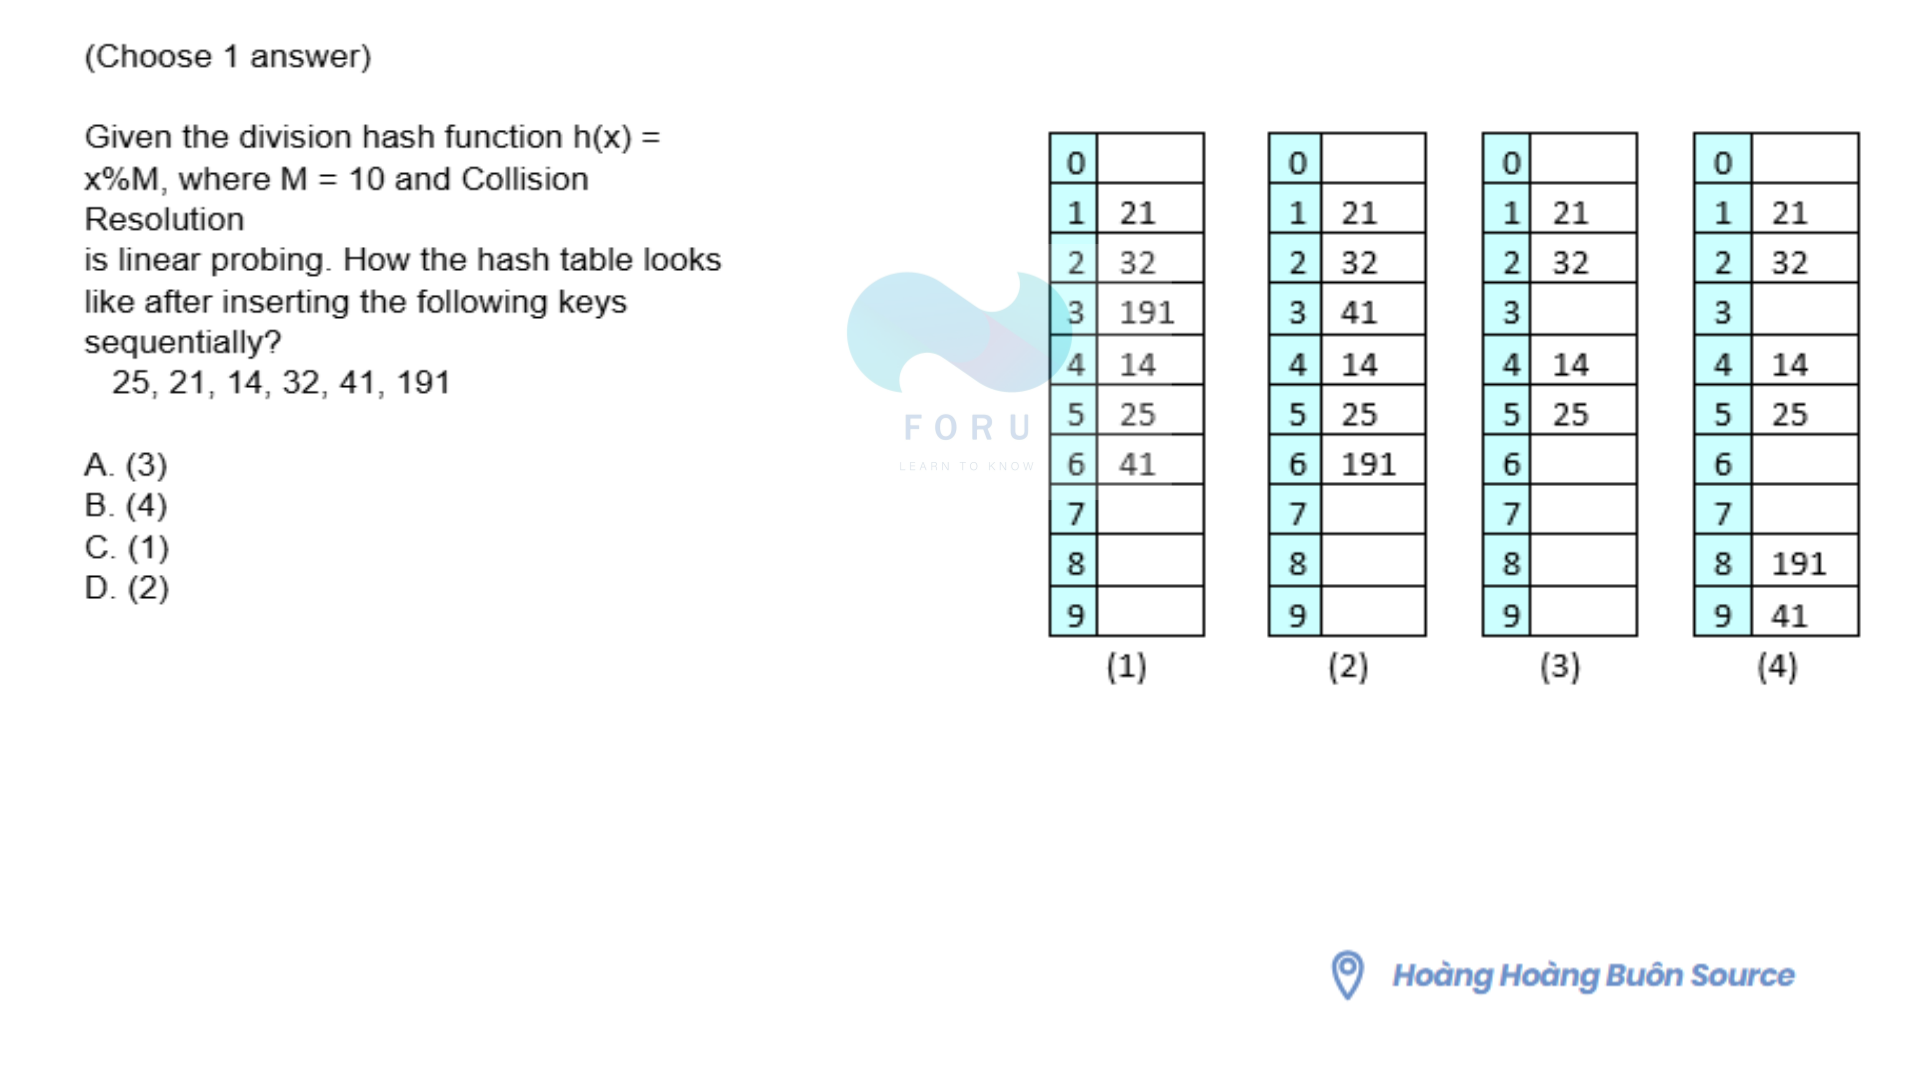 (Choose 1 answer)
Given the division hash function h(x) =
x%M, where M = 10 and Collision
Resolution
is linear probing. How the hash table looks
like after inserting the following keys
sequentially?
25, 21, 14, 32, 41, 191
A. (3)
B. (4)
C. (1)
D. (2)
FORU
LEARN TO KNOW
0
1 21
2 32
3 191
4 14
5 25
6 41
7
8
9
(1)
0
1 21
2 32
3 41
4 14
5 25
6 191
7
8
9
(2)
0
1 21
2 32
3
4 14
5 25
6
7
8
9
(3)
0
1 21
2 32
3
4 14
5 25
6
7
8 191
9 41
(4)
Hoàng Hoàng Buôn Source